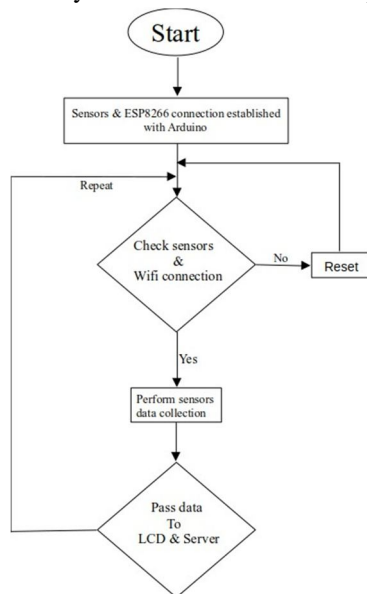 Start
Sensors & ESP8266 connection established
with Arduino
Repeat
Check sensors
&
Wifi connection
No
Reset
Yes
Perform sensors
data collection
Pass data
To
LCD & Server